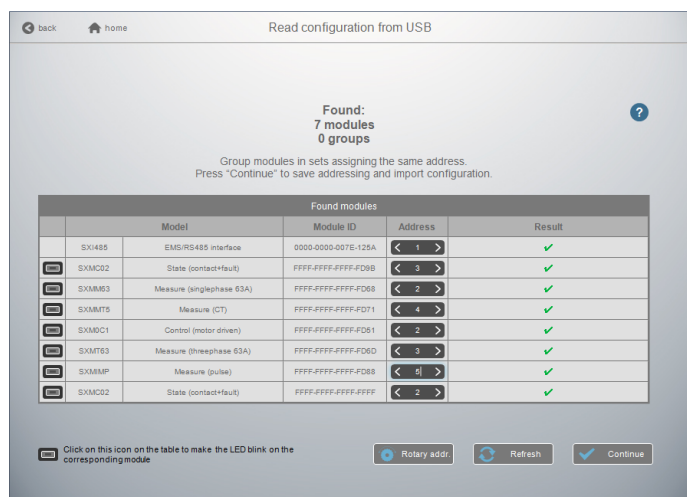 back home Read configuration from USB
Found:
7 modules
0 groups
?
Group modules in sets assigning the same address.
Press "Continue" to save addressing and import configuration.
Found modules
Model Module ID Address Result
SXI485 EMS/RS485 interface 0000-0000-007E-125A < 1 > ✔
SXMC02 State (contact+fault) FFFF-FFFF-FFFF-FD9B < 3 > ✔
SXMM63 Measure (singlephase 63A) FFFF-FFFF-FFFF-FD68 < 2 > ✔
SXMMT5 Measure (CT) FFFF-FFFF-FFFF-FD71 < 4 > ✔
SXM0C1 Control (motor driven) FFFF-FFFF-FFFF-FD51 < 2 > ✔
SXMT63 Measure (threephase 63A) FFFF-FFFF-FFFF-FD6D < 3 > ✔
SXMIMP Measure (pulse) FFFF-FFFF-FFFF-FD88 < 5 > ✔
SXMC02 State (contact+fault) FFFF-FFFF-FFFF-FFFF < 2 > ✔
Click on this icon on the table to make the LED blink on the
corresponding module
Rotary addr. Refresh Continue